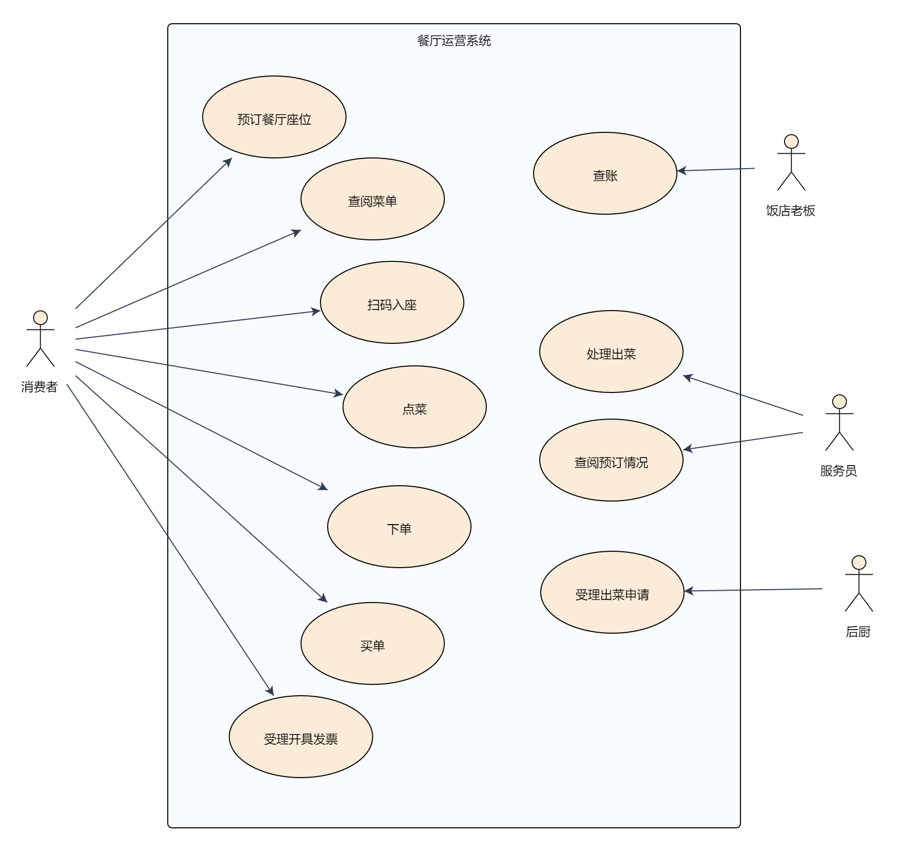 餐厅运营系统
预订餐厅座位
查阅菜单
扫码入座
点菜
下单
买单
受理开具发票
查账
处理出菜
查阅预订情况
受理出菜申请
消费者
饭店老板
服务员
后厨